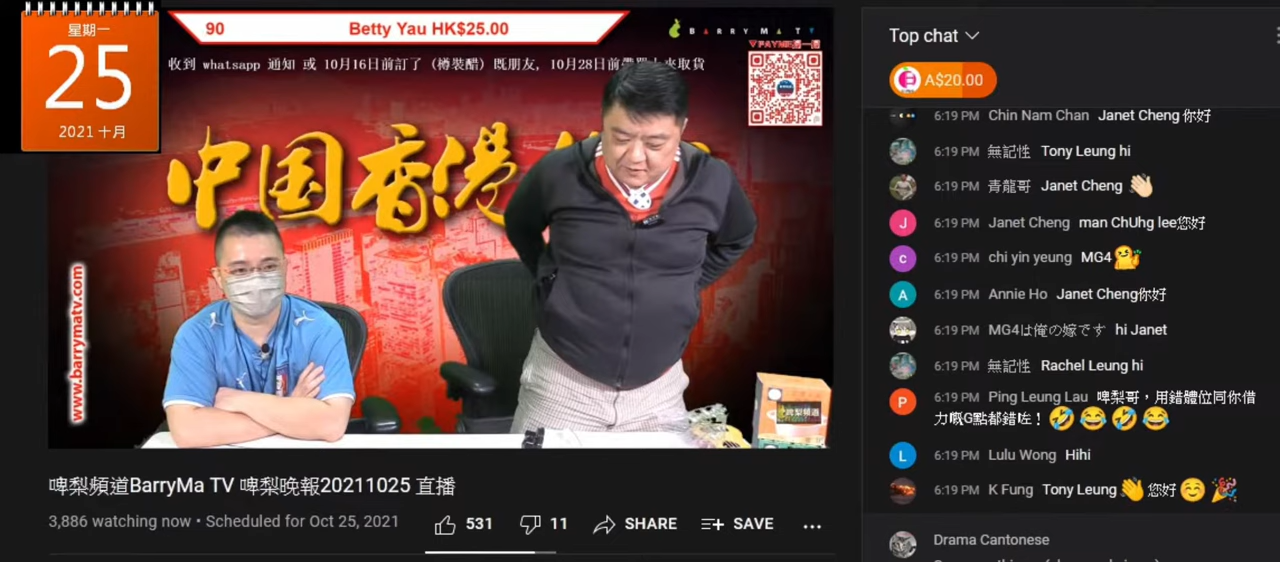 星期一
25
2021 十月
90
Betty Yau HK$25.00
BARRYMATV
PAYME
收到 whatsapp 通知 或 10月16日前訂了 (樽裝醋) 既朋友, 10月28日前
來取貨
中国香港
www.barrymatv.com
啤梨頻道
啤梨頻道BarryMa TV 啤梨晚報20211025 直播
3,886 watching now • Scheduled for Oct 25, 2021
531
11
SHARE
SAVE
Top chat
A$20.00
6:19 PM Chin Nam Chan Janet Cheng 你好
6:19 PM 無記性 Tony Leung hi
6:19 PM 青龍哥 Janet Cheng 👋🏻
J
6:19 PM Janet Cheng man ChUhg lee您好
c
6:19 PM chi yin yeung MG4
A
6:19 PM Annie Ho Janet Cheng你好
6:19 PM MG4は俺の嫁です hi Janet
6:19 PM 無記性 Rachel Leung hi
P
6:19 PM Ping Leung Lau 啤梨哥，用錯體位同你借
力嘅G點都錯咗！🤣😂🤣😂
L
6:19 PM Lulu Wong Hihi
6:19 PM K Fung Tony Leung👋您好☺️🎉
Drama Cantonese